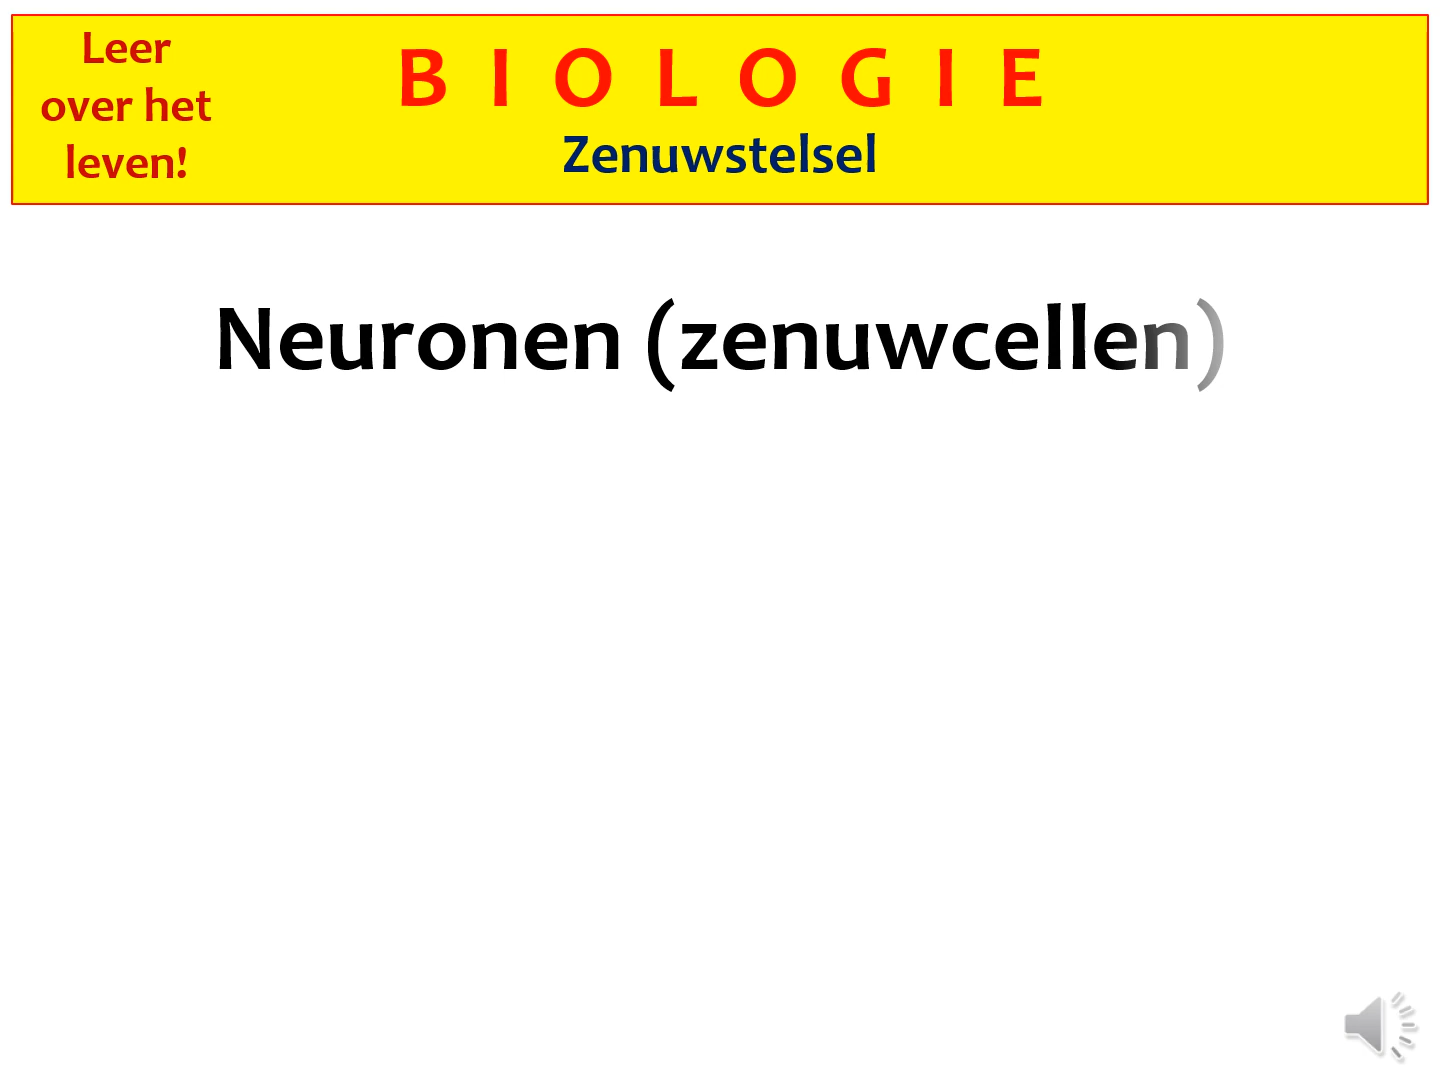 Leer
over het
leven!
B I O L O G I E
Zenuwstelsel
Neuronen (zenuwcellen)